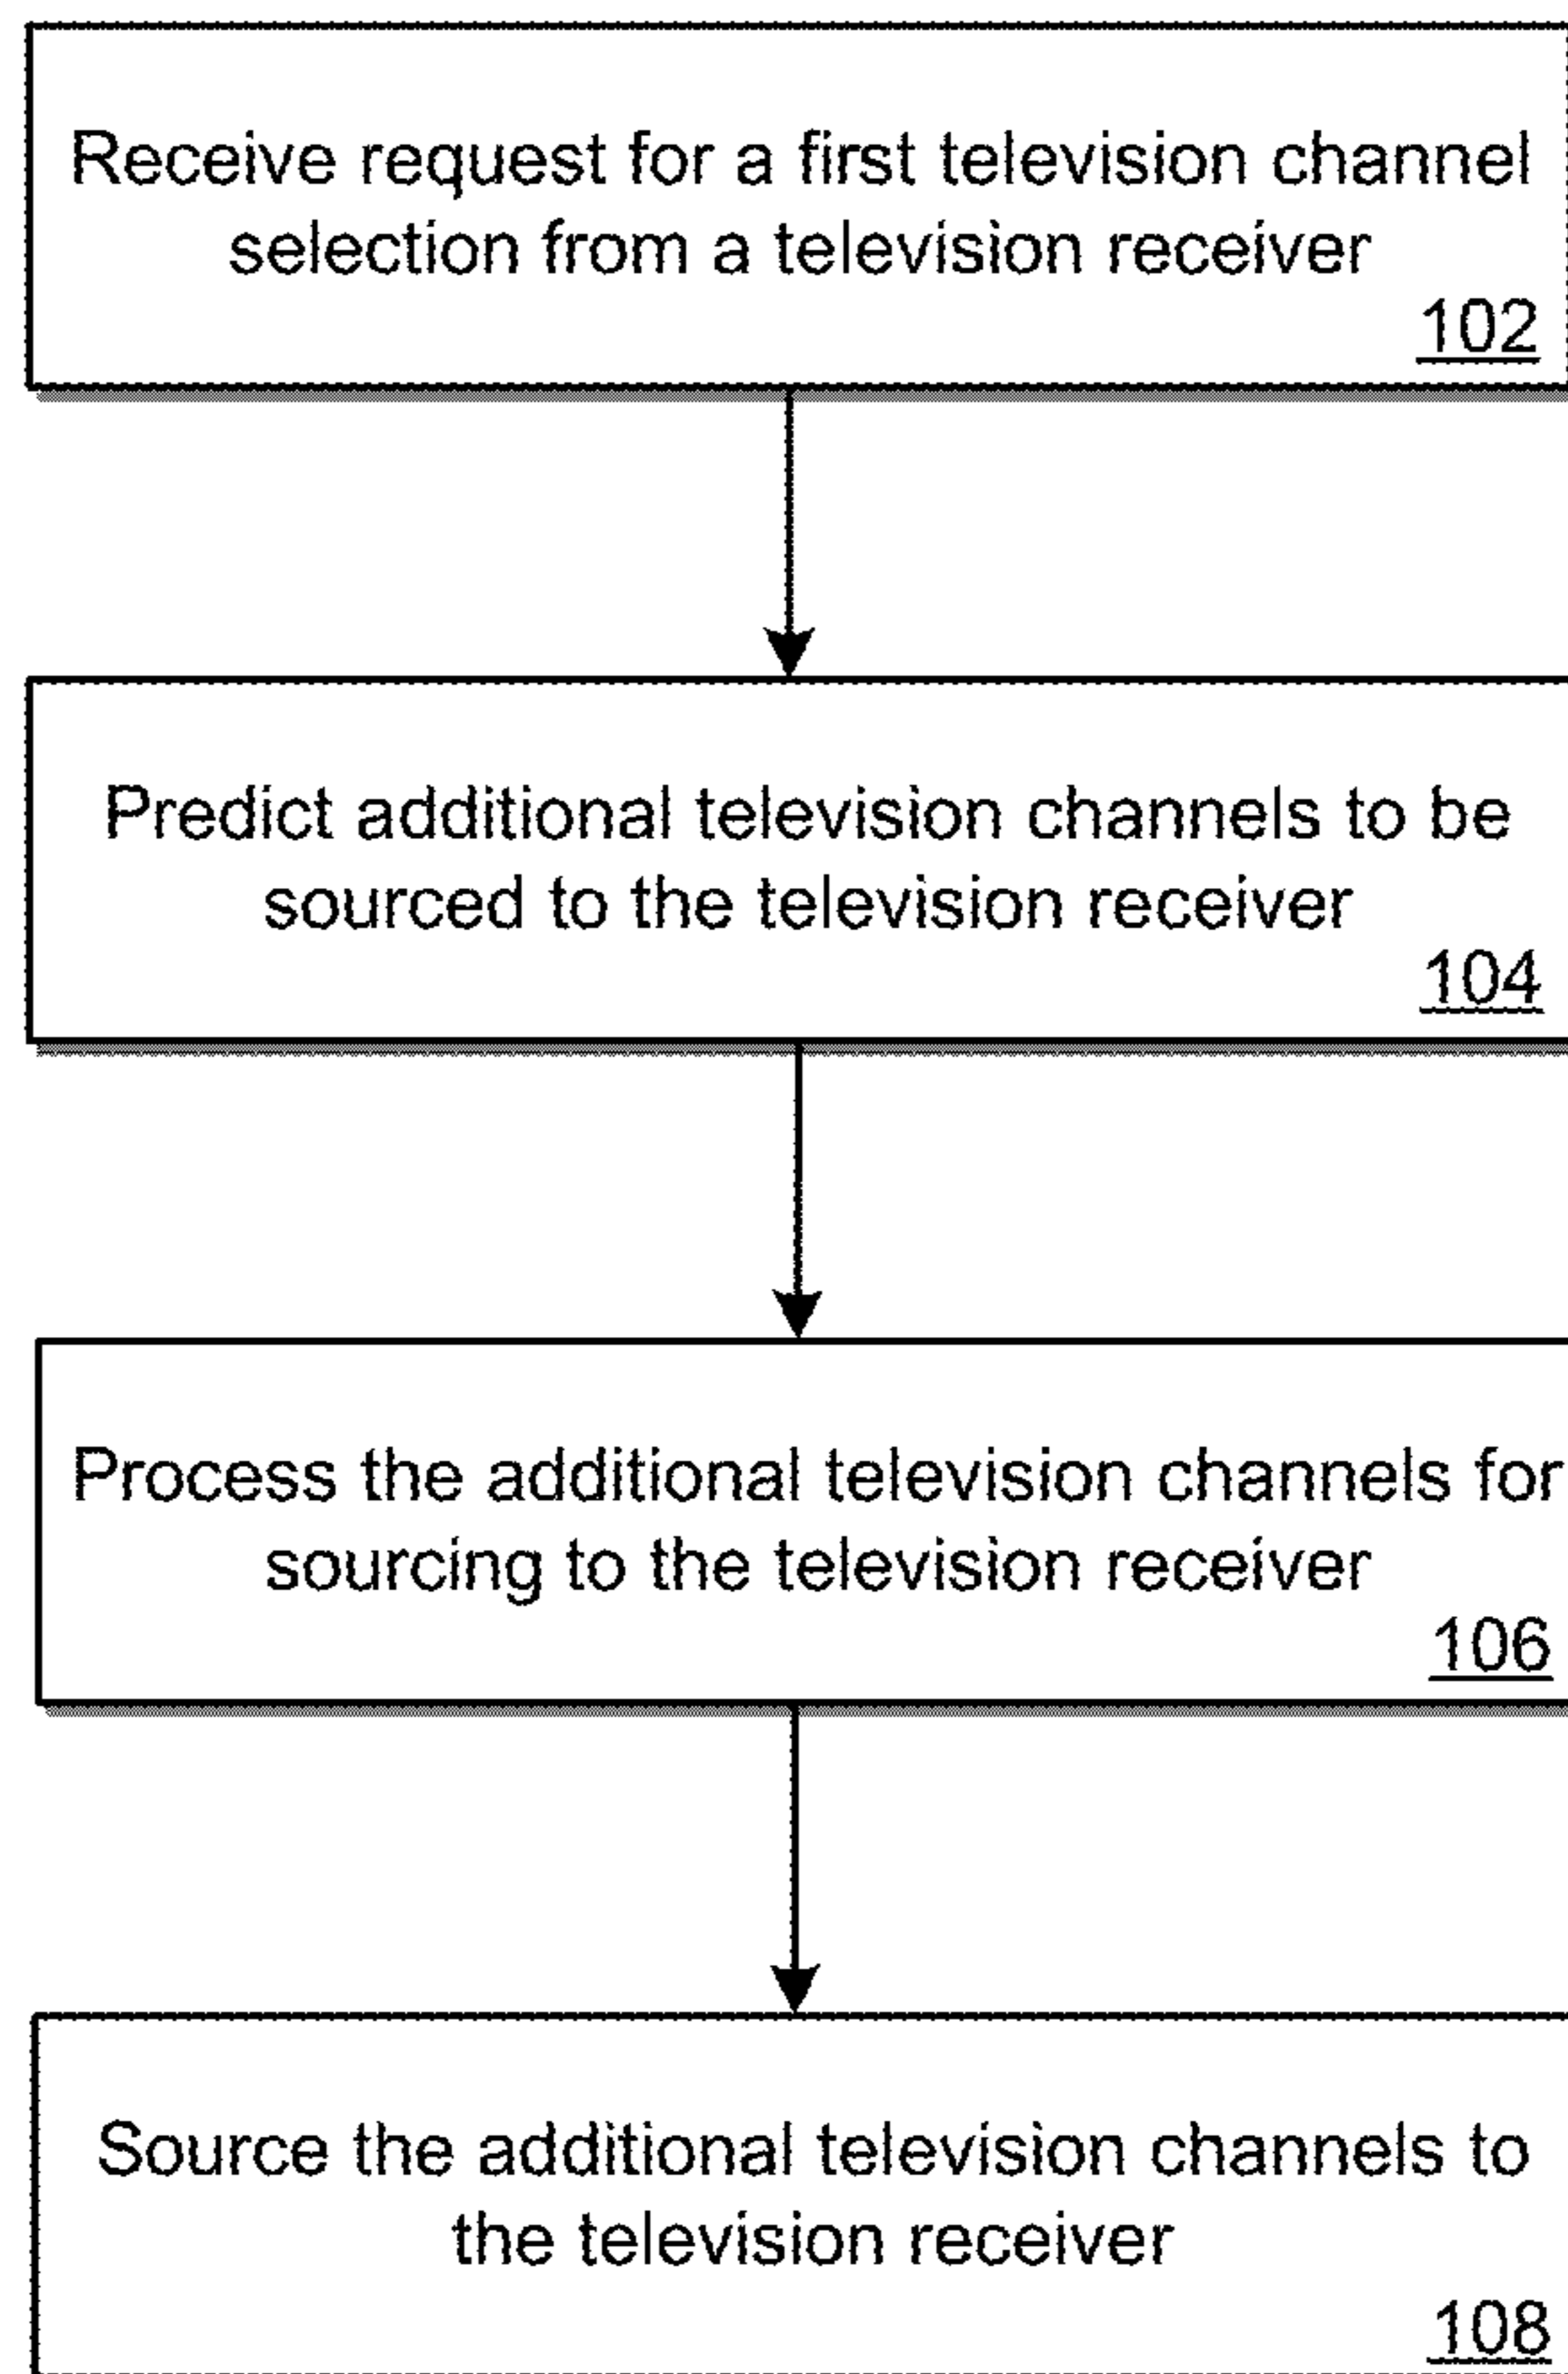 Receive request for a first television channel
selection from a television receiver
102
Predict additional television channels to be
sourced to the television receiver
104
Process the additional television channels for
sourcing to the television receiver
106
Source the additional television channels to
the television receiver
108